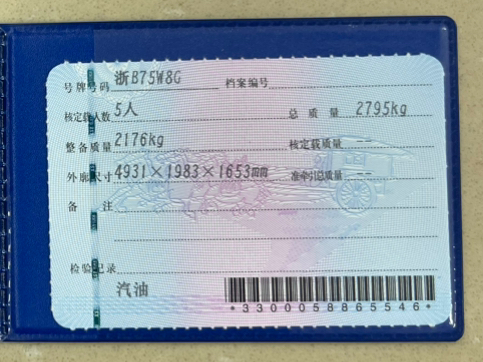 号牌号码 浙B75W8G 档案编号
核定载人数 5人 总质量 2795kg
整备质量 2176kg 核定载质量 --
外廓尺寸 4931×1983×1653mm 准牵引总质量 --
备注
检验记录
汽油
*3300058865546*